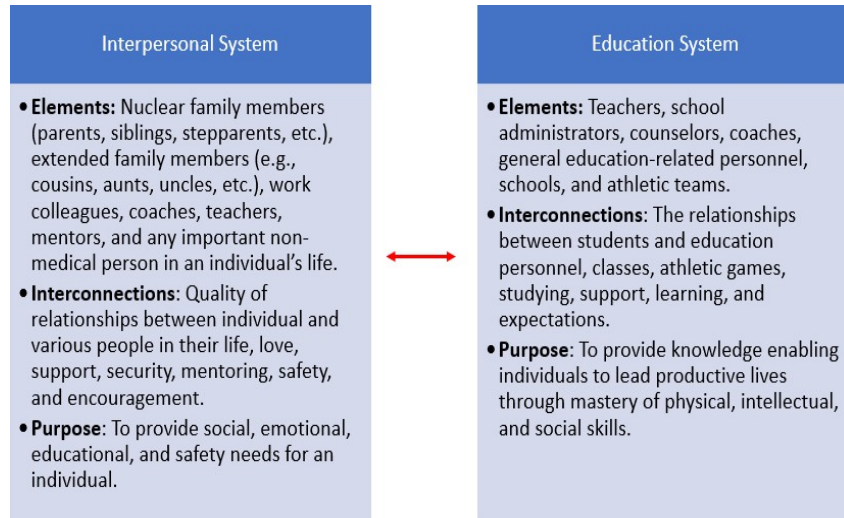 Interpersonal System
• Elements: Nuclear family members
(parents, siblings, stepparents, etc.),
extended family members (e.g.,
cousins, aunts, uncles, etc.), work
colleagues, coaches, teachers,
mentors, and any important non-
medical person in an individual's life.
• Interconnections: Quality of
relationships between individual and
various people in their life, love,
support, security, mentoring, safety,
and encouragement.
• Purpose: To provide social, emotional,
educational, and safety needs for an
individual.
Education System
• Elements: Teachers, school
administrators, counselors, coaches,
general education-related personnel,
schools, and athletic teams.
• Interconnections: The relationships
between students and education
personnel, classes, athletic games,
studying, support, learning, and
expectations.
• Purpose: To provide knowledge enabling
individuals to lead productive lives
through mastery of physical, intellectual,
and social skills.